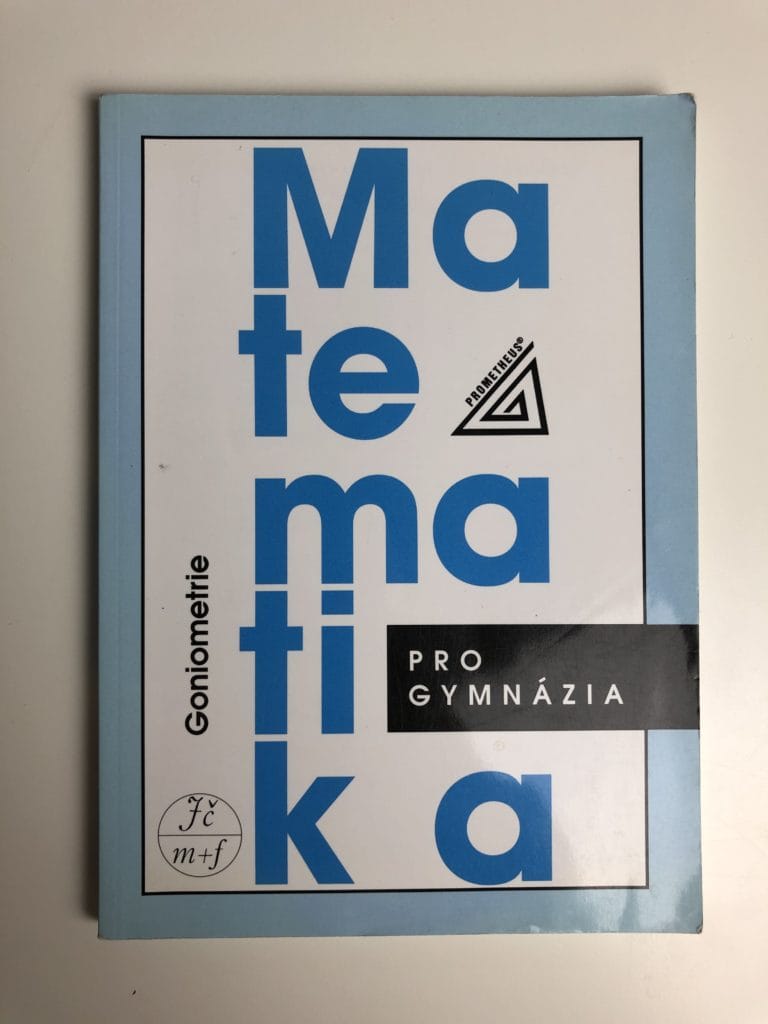 Ma
te
PROMETHEUS®
ma
ti
Goniometrie
PRO
GYMNÁZIA
k a
Jč
m+f